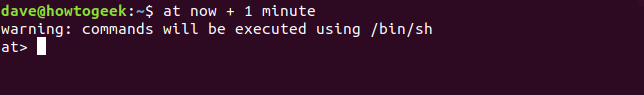 dave@howtogeek:~$ at now + 1 minute
warning: commands will be executed using /bin/sh
at>